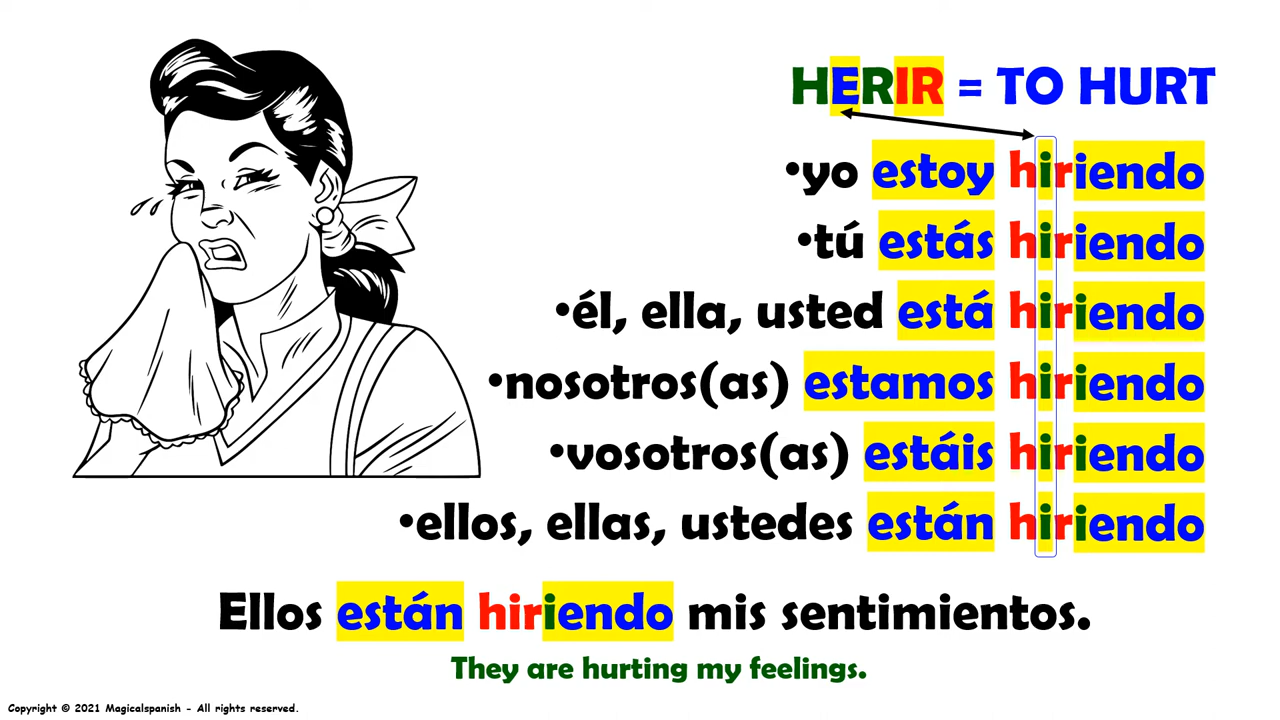 HERIR = TO HURT
•yo estoy hiriendo
•tú estás hiriendo
•él, ella, usted está hiriendo
•nosotros(as) estamos hiriendo
•vosotros(as) estáis hiriendo
•ellos, ellas, ustedes están hiriendo
Ellos están hiriendo mis sentimientos.
They are hurting my feelings.
Copyright © 2021 Magicalspanish - All rights reserved.